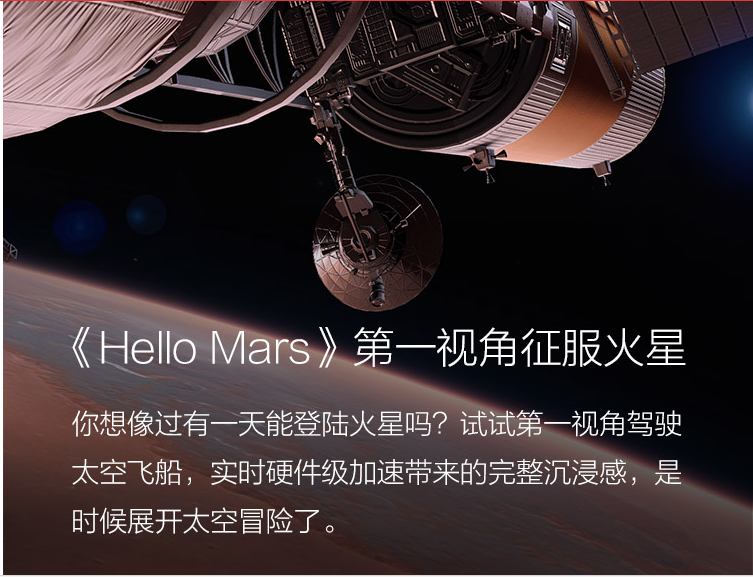 《Hello Mars》第一视角征服火星
你想像过有一天能登陆火星吗？试试第一视角驾驶
太空飞船，实时硬件级加速带来的完整沉浸感，是
时候展开太空冒险了。